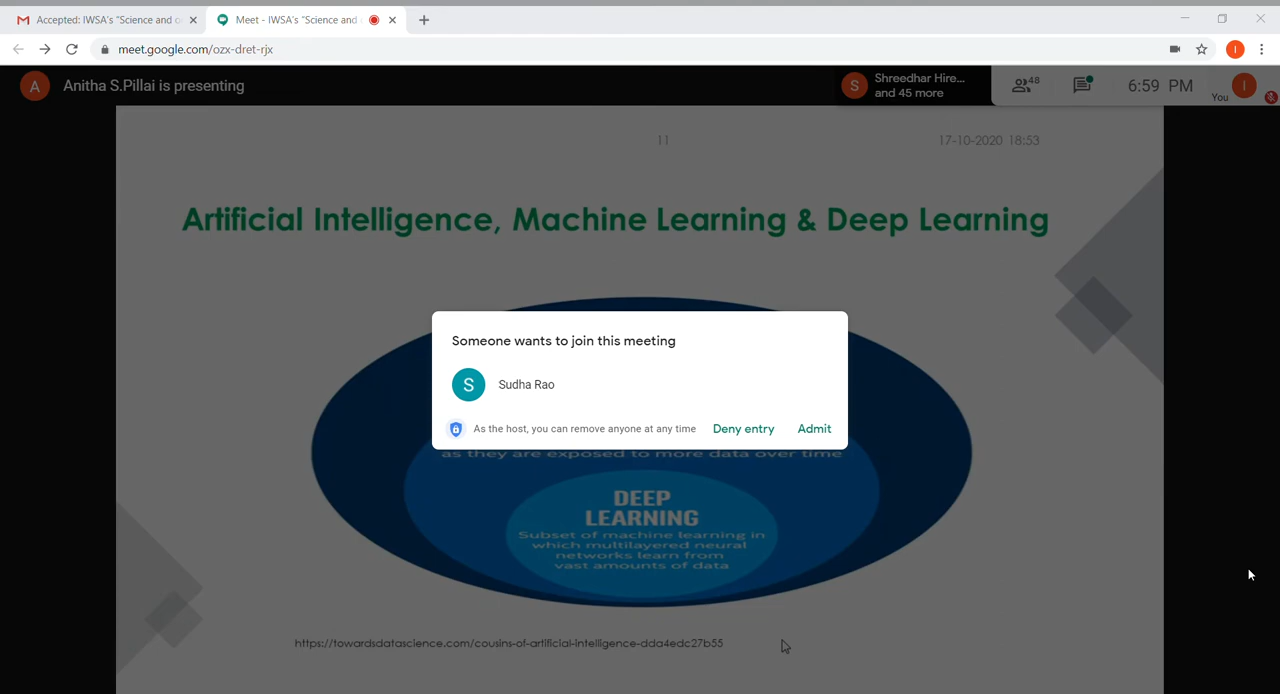 Accepted: IWSA's "Science and o
Meet - IWSA's "Science and
meet.google.com/ozx-dret-rjx
A
Anitha S.Pillai is presenting
S
Shreedhar Hire...
and 45 more
48
6:59 PM
You
I
11
17-10-2020 18:53
Artificial Intelligence, Machine Learning & Deep Learning
Someone wants to join this meeting
S
Sudha Rao
As the host, you can remove anyone at any time
Deny entry
Admit
as they are exposed to more data over time
DEEP
LEARNING
Subset of machine learning in
which multilayered neural
networks learn from
vast amounts of data
https://towardsdatascience.com/cousins-of-artificial-intelligence-dda4edc27b55